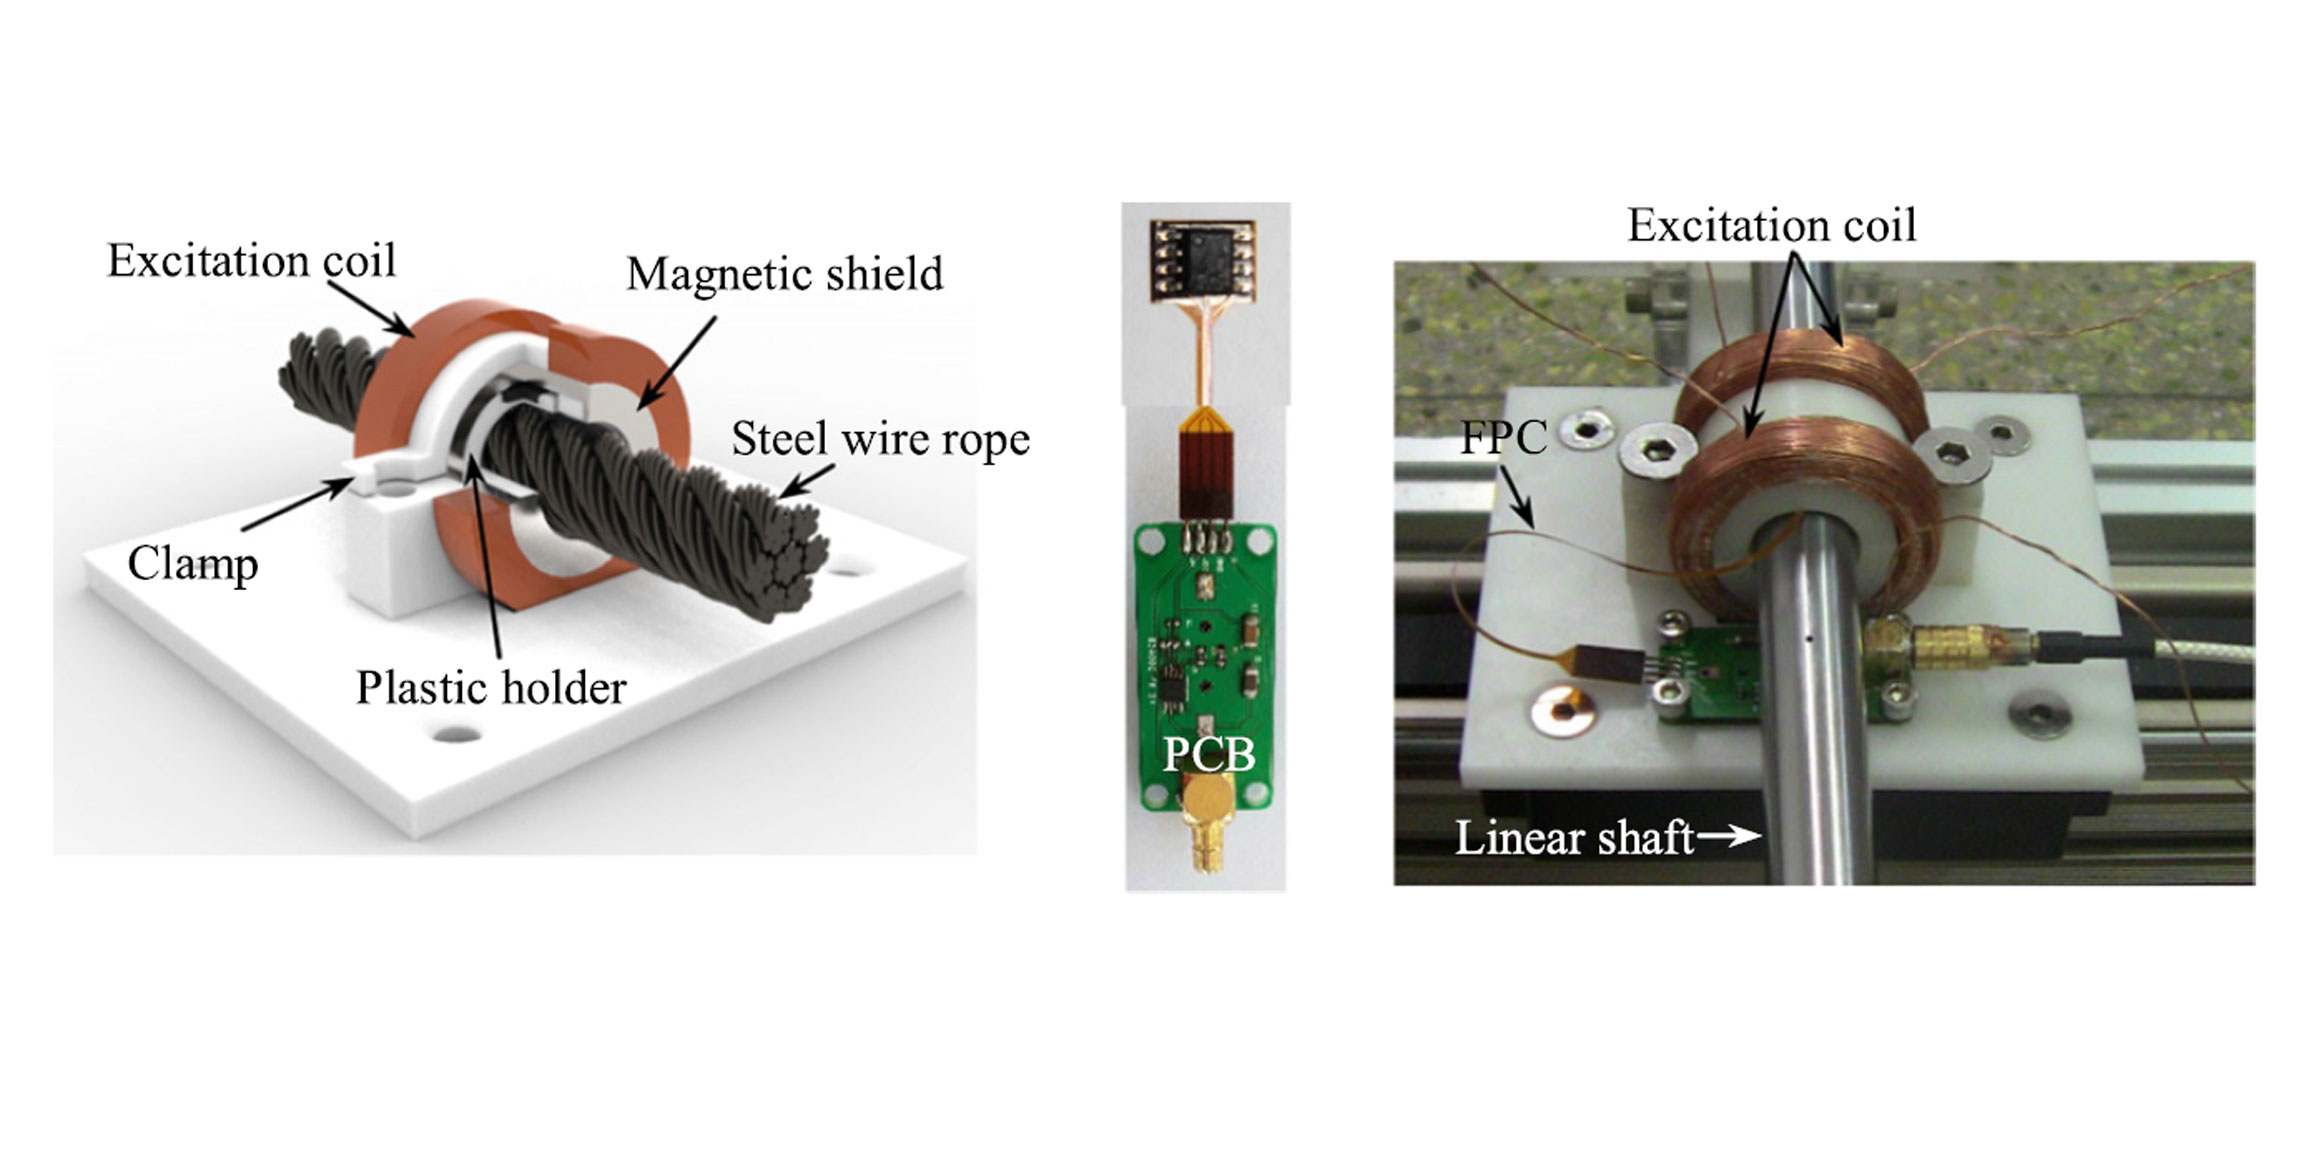 Excitation coil
Magnetic shield
Steel wire rope
Clamp
Plastic holder
PCB
Excitation coil
FPC
Linear shaft